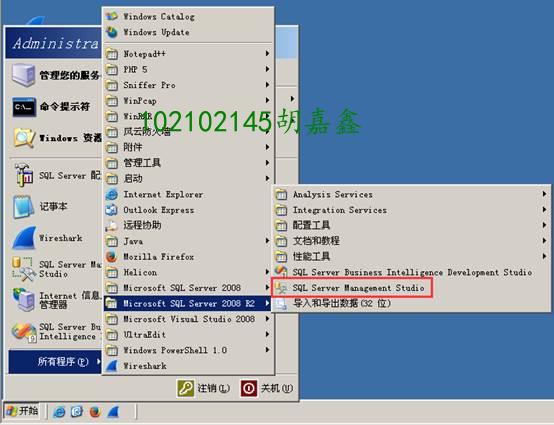 Administra
管理您的服务
命令提示符
Windows 资源
SQL Server 配
记事本
Wireshark
SQL Server Ma
Studio
Internet 信息
管理器
SQL Server Bu
Intelligence
所有程序(P)
Windows Catalog
Windows Update
Notepad++
PHP 5
Sniffer Pro
WinPcap
WinRAR
风云防火墙
附件
管理工具
启动
Internet Explorer
Outlook Express
远程协助
Java
Mozilla Firefox
Helicon
Microsoft SQL Server 2008
Microsoft SQL Server 2008 R2
Microsoft Visual Studio 2008
UltraEdit
Windows PowerShell 1.0
Wireshark
102102145胡嘉鑫
Analysis Services
Integration Services
配置工具
文档和教程
性能工具
SQL Server Business Intelligence Development Studio
SQL Server Management Studio
导入和导出数据(32 位)
注销(L)
关机(U)
开始